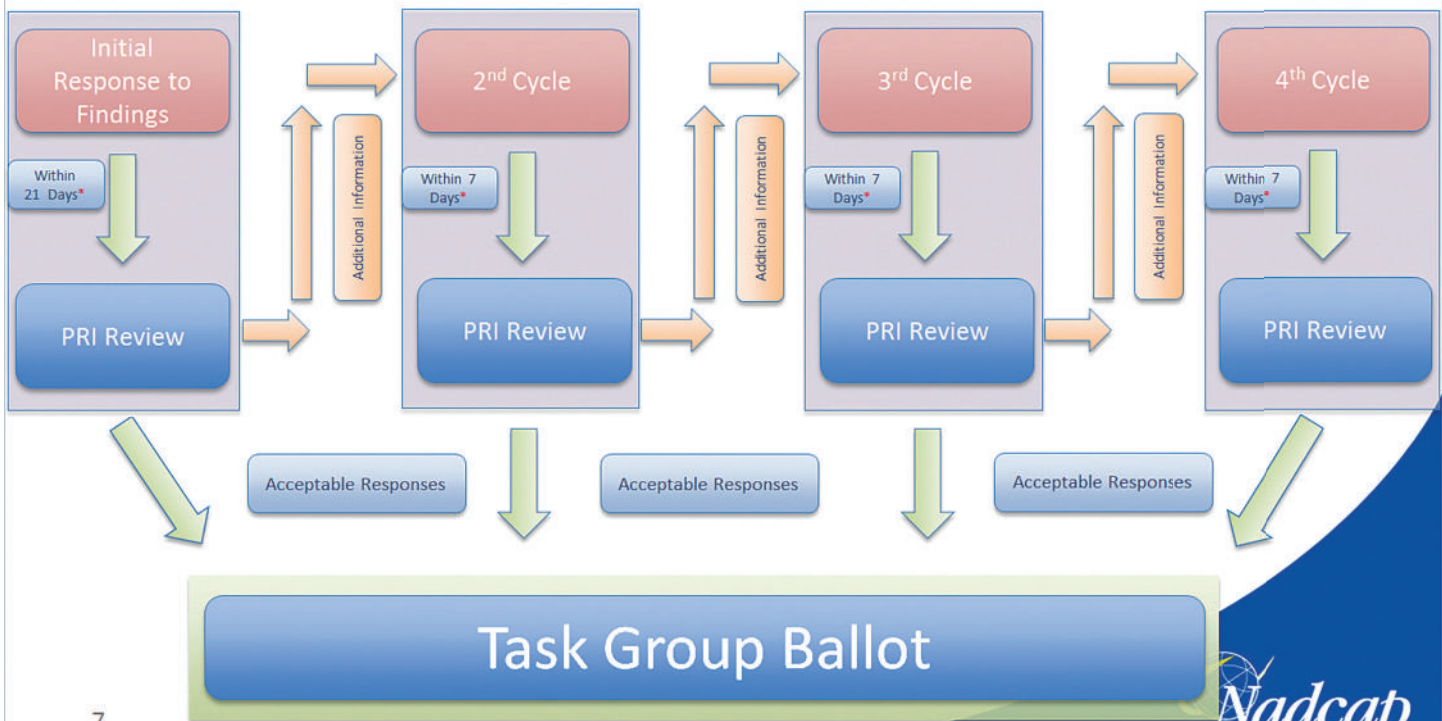 Initial
Response to
Findings
Within
21 Days*
PRI Review
Additional Information
2nd Cycle
Within 7
Days*
PRI Review
Additional Information
3rd Cycle
Within 7
Days*
PRI Review
Additional Information
4th Cycle
Within 7
Days*
PRI Review
Acceptable Responses
Acceptable Responses
Acceptable Responses
Task Group Ballot
7
Nadcap